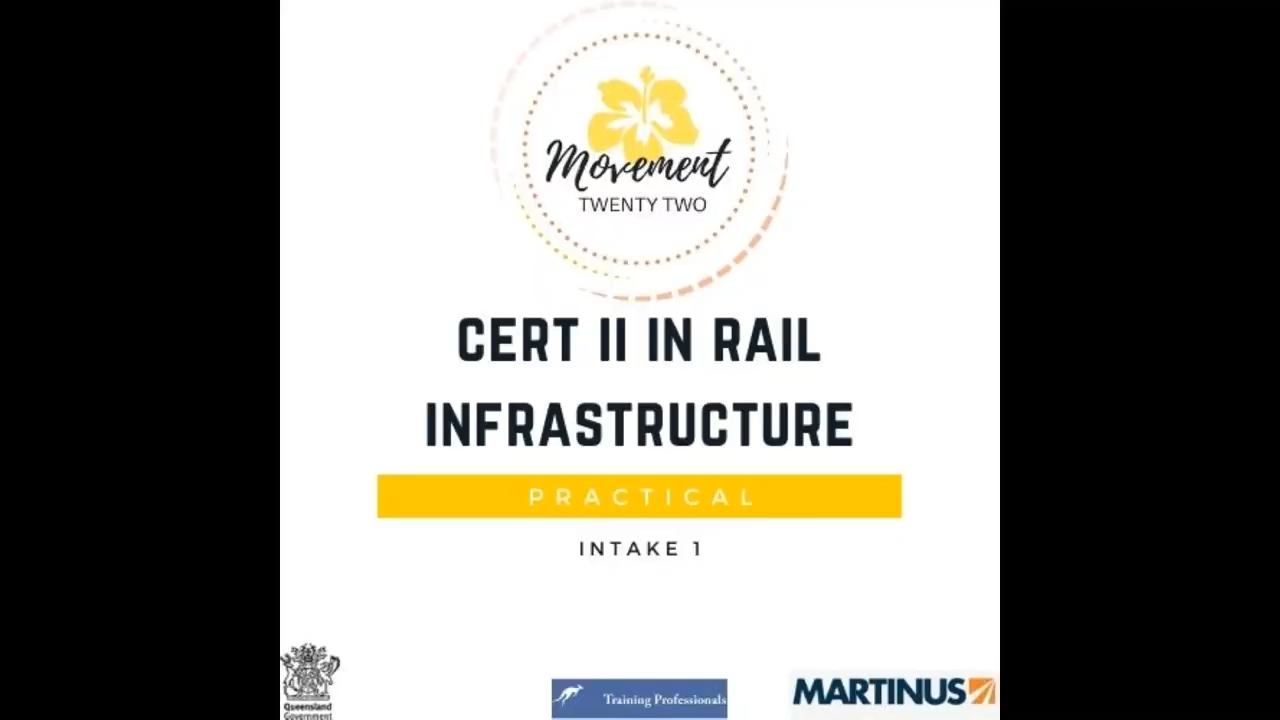 Movement
TWENTY TWO
CERT II IN RAIL
INFRASTRUCTURE
PRACTICAL
INTAKE 1
Queensland
Government
Training Professionals
MARTINUS